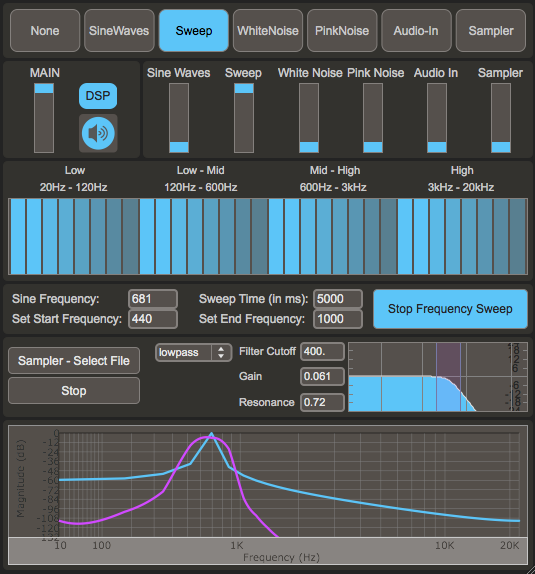 None SineWaves Sweep WhiteNoise PinkNoise Audio-In Sampler
MAIN Sine Waves Sweep White Noise Pink Noise Audio In Sampler
DSP
Low Low - Mid Mid - High High
20Hz - 120Hz 120Hz - 600Hz 600Hz - 3kHz 3kHz - 20kHz
Sine Frequency: 681 Sweep Time (in ms): 5000 Stop Frequency Sweep
Set Start Frequency: 440 Set End Frequency: 1000
Sampler - Select File lowpass Filter Cutoff 400.
Stop Gain 0.061
Resonance 0.72
Magnitude (dB)
0
-12
-24
-36
-48
-60
-72
-84
-96
-108
-120
10 100 1K 10K 20K
Frequency (Hz)